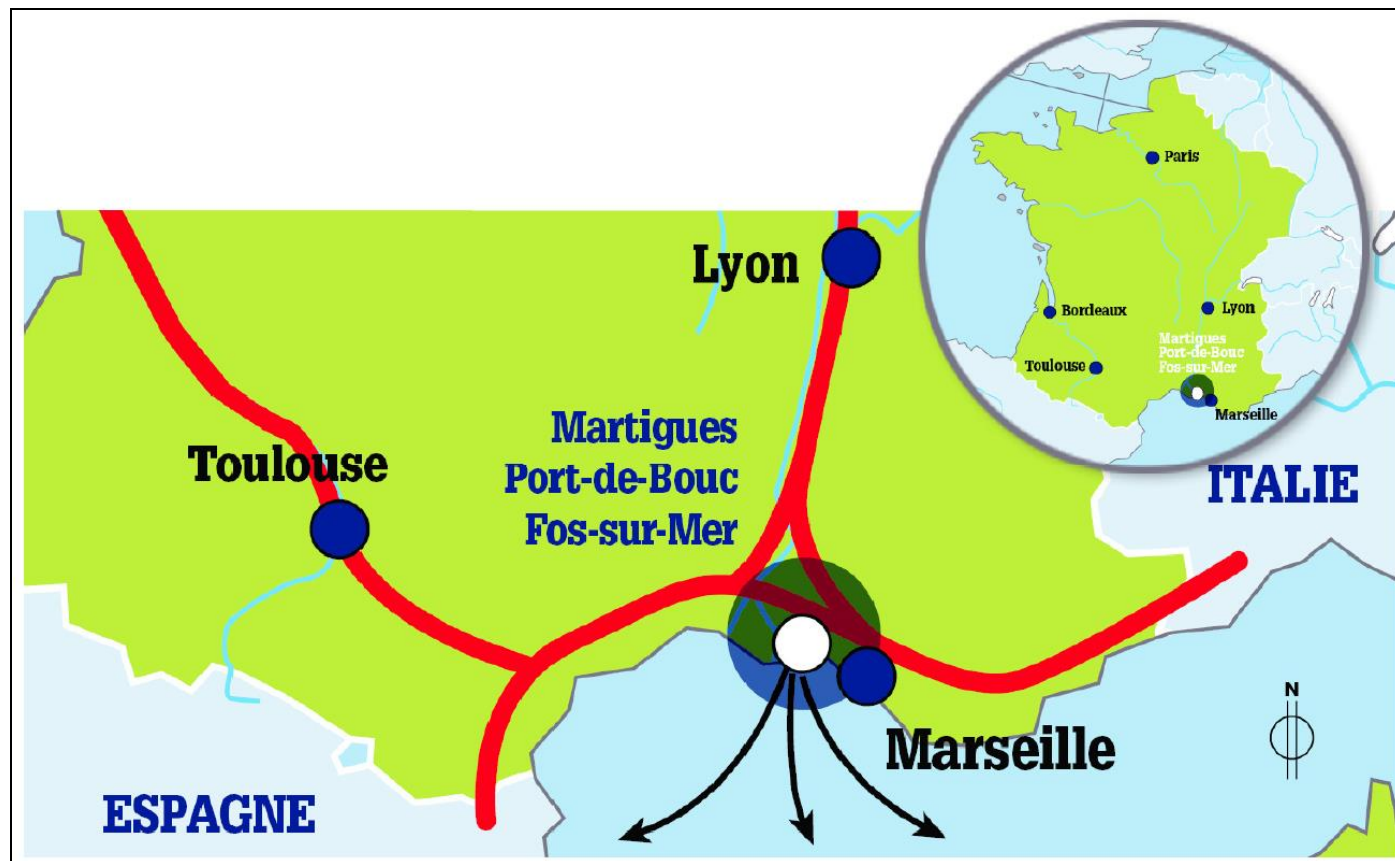 Paris
Bordeaux
Lyon
Toulouse
Martigues
Port-de-Bouc
Fos-sur-Mer
Marseille
Lyon
Toulouse
Martigues
Port-de-Bouc
Fos-sur-Mer
ITALIE
Marseille
N
ESPAGNE